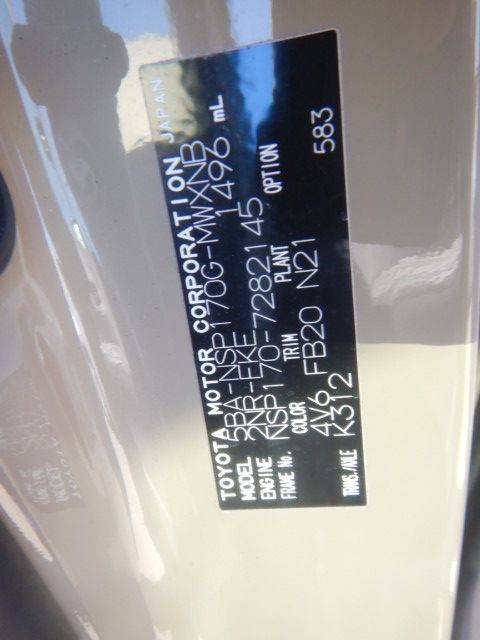 TOYOTA MOTOR CORPORATION JAPAN
MODEL 5BA-NSP170G-MWXNB
ENGINE 2NR-FKE 1496 mL
FRAME No. NSP170-7282145
COLOR TRIM PLANT OPTION
4V6 FB20 N21
TRANS./AXLE K312 583